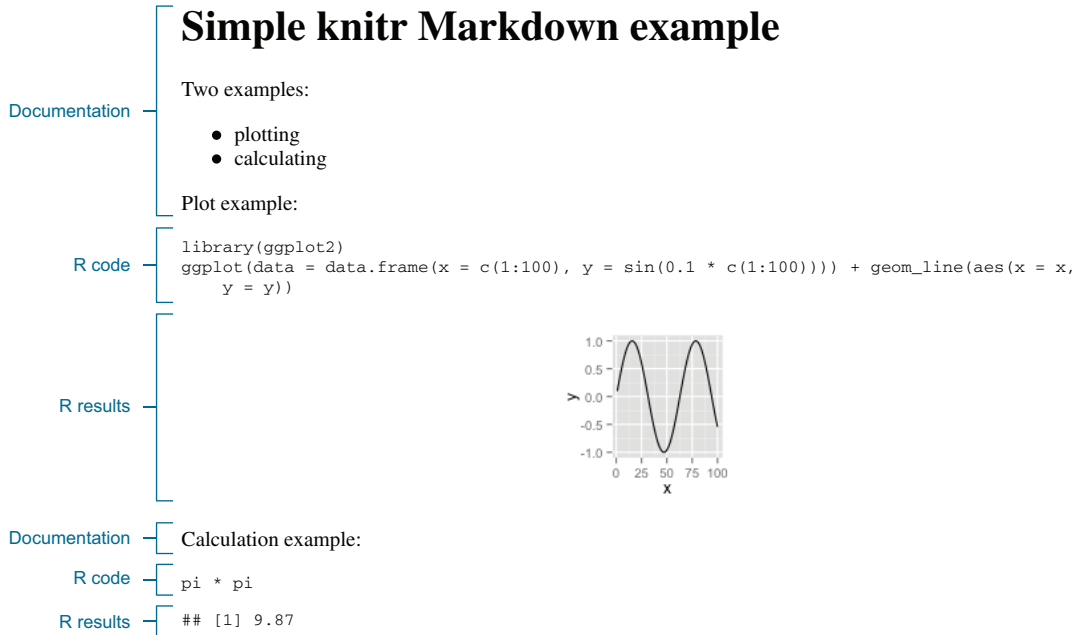 Simple knitr Markdown example
Documentation
Two examples:
• plotting
• calculating
Plot example:
R code
library(ggplot2)
ggplot(data = data.frame(x = c(1:100), y = sin(0.1 * c(1:100)))) + geom_line(aes(x = x,
    y = y))
R results
1.0
0.5
0.0
-0.5
-1.0
y
0 25 50 75 100
x
Documentation
Calculation example:
R code
pi * pi
R results
## [1] 9.87